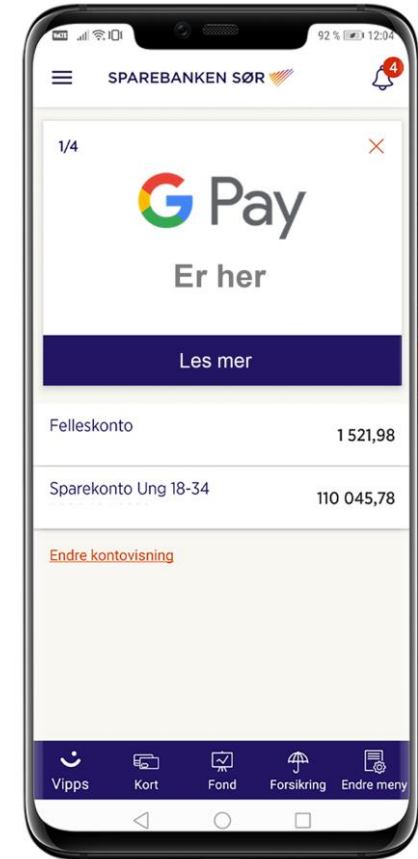 92 % 12:04
SPAREBANKEN SØR
4
1/4
G Pay
Er her
Les mer
Felleskonto
1 521,98
Sparekonto Ung 18-34
110 045,78
Endre kontovisning
Vipps Kort Fond Forsikring Endre meny